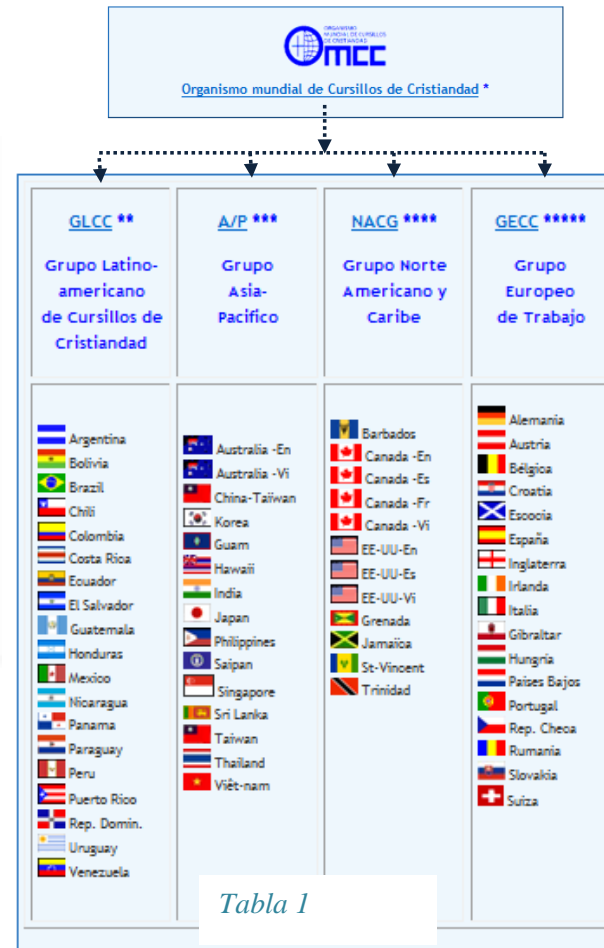 ORGANISMO
MUNDIAL DE CURSILLOS
DE CRISTIANDAD
OMCC
Organismo mundial de Cursillos de Cristiandad *
GLCC **
Grupo Latino-
americano
de Cursillos de
Cristiandad
A/P ***
Grupo
Asia-
Pacifico
NACG ****
Grupo Norte
Americano y
Caribe
GECC *****
Grupo
Europeo
de Trabajo
Argentina
Bolivia
Brazil
Chili
Colombia
Costa Rica
Ecuador
El Salvador
Guatemala
Honduras
Mexico
Nicaragua
Panama
Paraguay
Peru
Puerto Rico
Rep. Domin.
Uruguay
Venezuela
Australia -En
Australia -Vi
China-Taïwan
Korea
Guam
Hawaii
India
Japan
Philippines
Saipan
Singapore
Sri Lanka
Taiwan
Thailand
Viêt-nam
Barbados
Canada -En
Canada -Es
Canada -Fr
Canada -Vi
EE-UU-En
EE-UU-Es
EE-UU-Vi
Grenada
Jamaïca
St-Vincent
Trinidad
Alemania
Austria
Bélgica
Croatia
Escocia
España
Inglaterra
Irlanda
Italia
Gibraltar
Hungría
Países Bajos
Portugal
Rep. Checa
Rumania
Slovakia
Suiza
Tabla 1